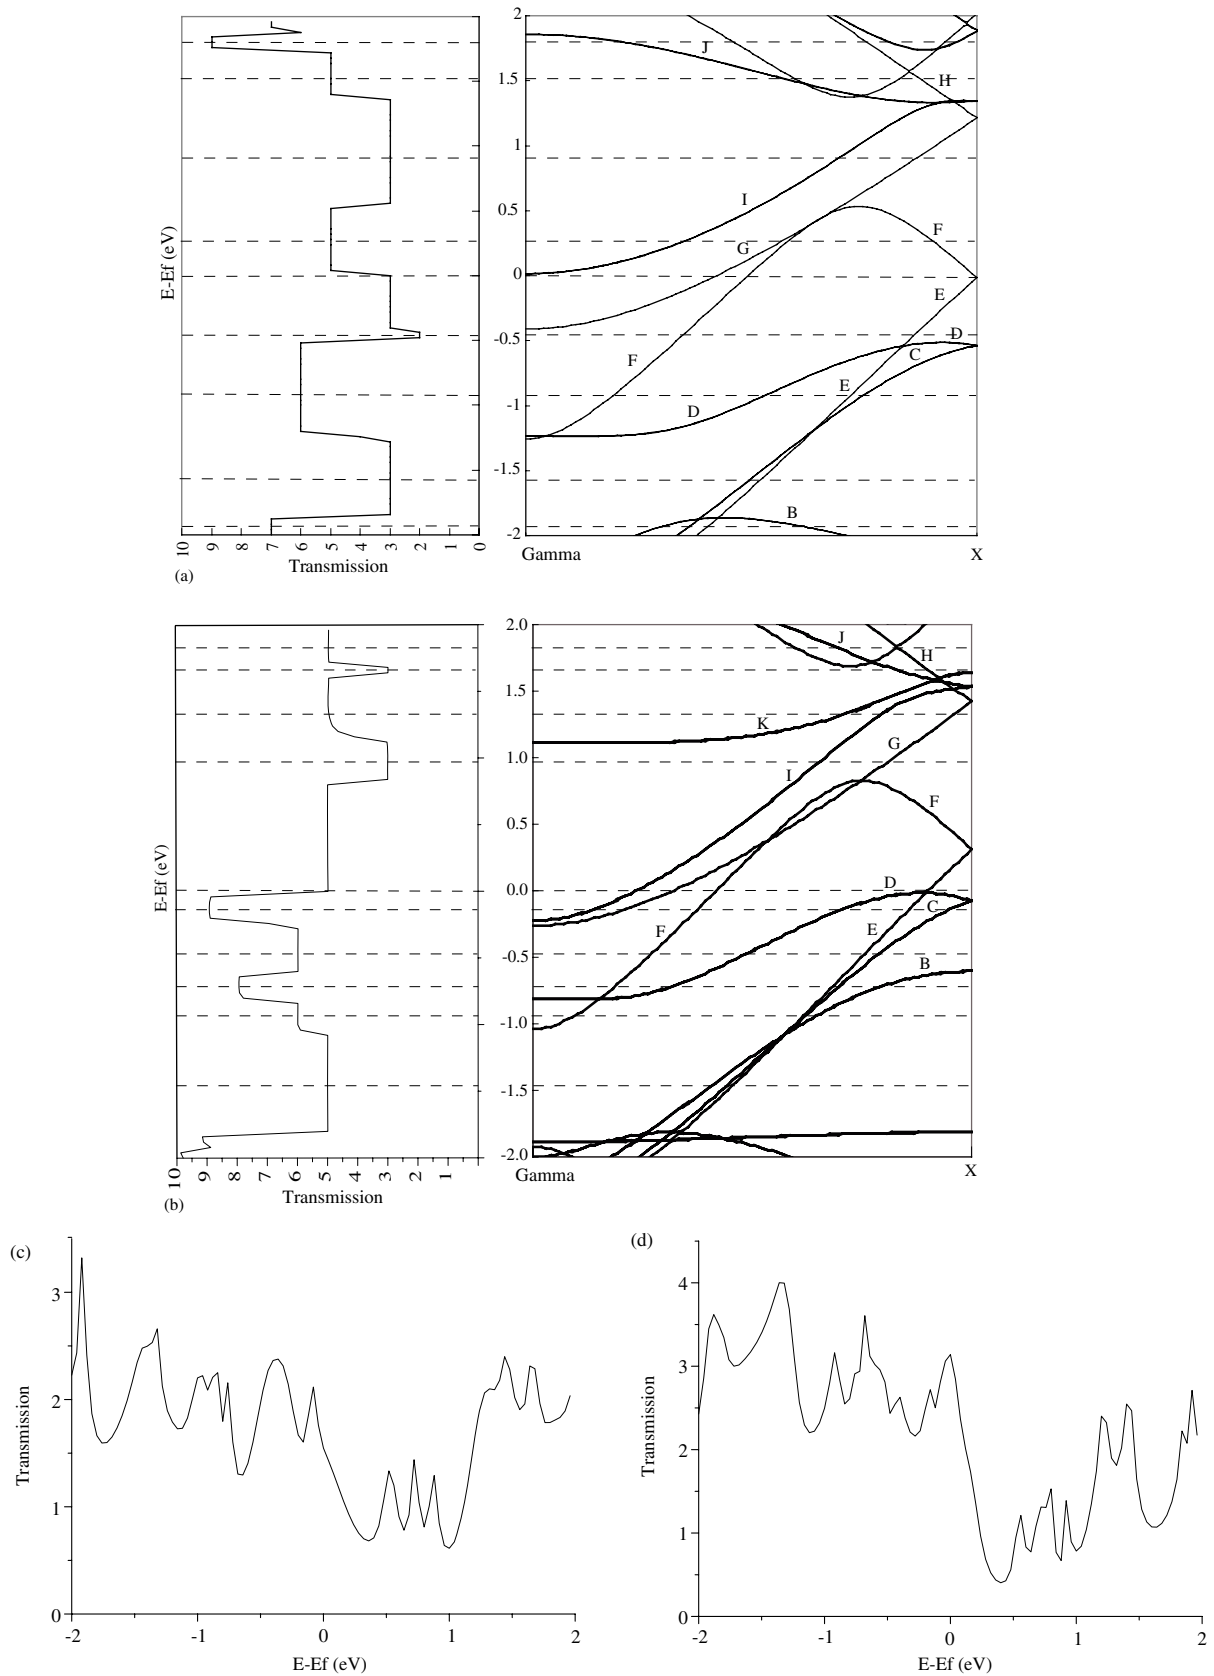 E-Ef (eV)
10 9 8 7 6 5 4 3 2 1 0
Transmission
(a)
2
1.5
1
0.5
0
-0.5
-1
-1.5
-2
J
H
I
G
F
E
F
D
C
E
D
B
Gamma X
E-Ef (eV)
10 9 8 7 6 5 4 3 2 1
Transmission
(b)
2.0
1.5
1.0
0.5
0.0
-0.5
-1.0
-1.5
-2.0
J
H
K
G
I
F
D
C
F E
B
Gamma X
(c)
Transmission
3
2
1
0
-2 -1 0 1 2
E-Ef (eV)
(d)
Transmission
4
3
2
1
0
-2 -1 0 1 2
E-Ef (eV)